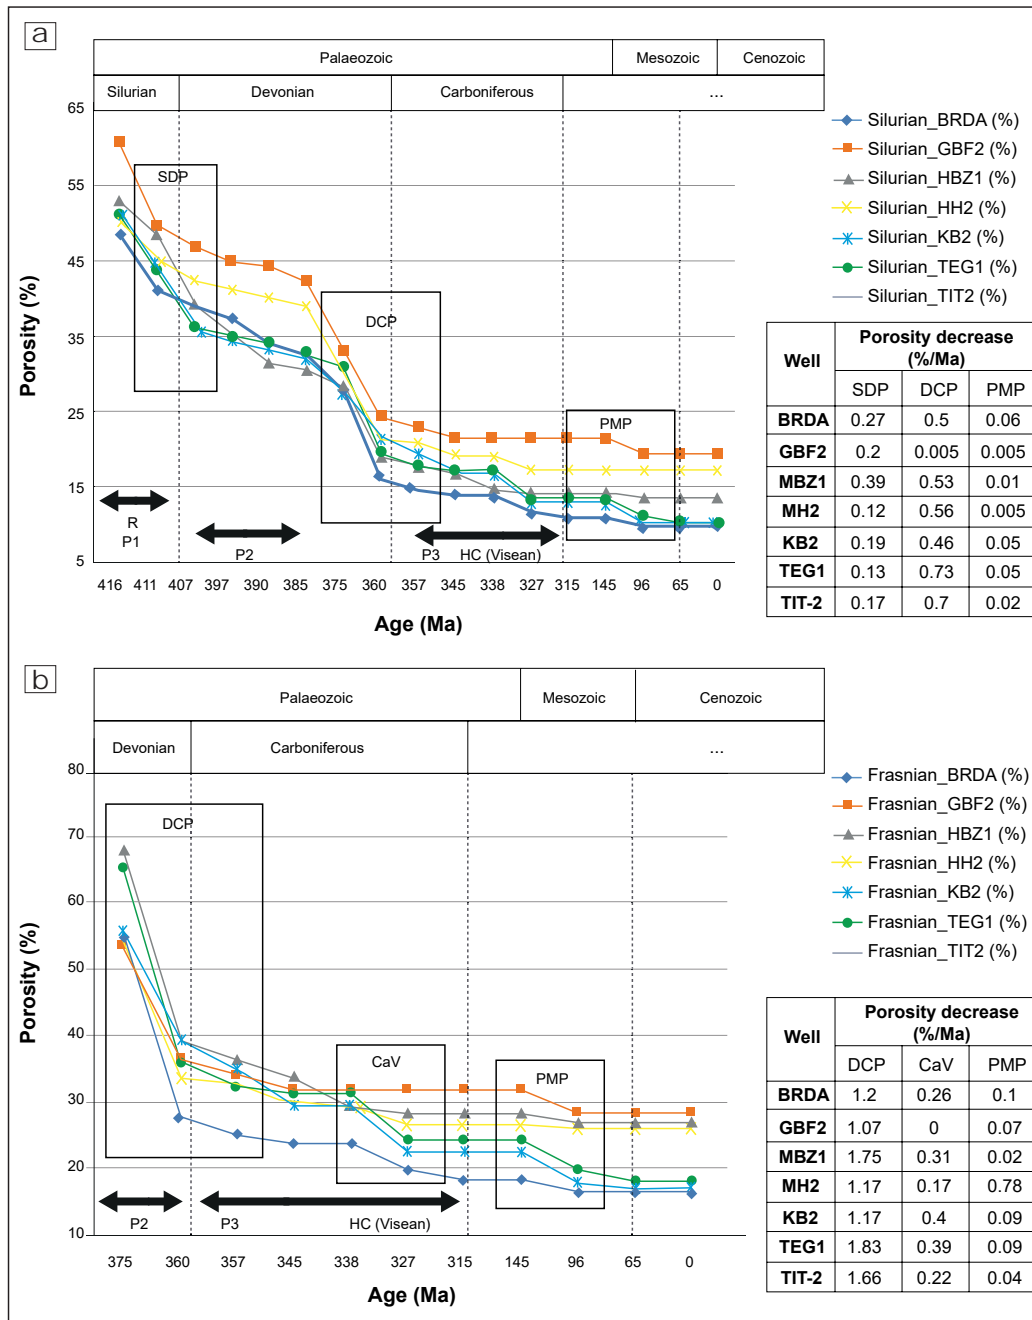 a
Palaeozoic Mesozoic Cenozoic
Silurian Devonian Carboniferous ...
65
55
45
35
25
15
5
Porosity (%)
SDP
DCP
PMP
R
P1
P2
P3 HC (Visean)
416 411 407 397 390 385 375 360 357 345 338 327 315 145 96 65 0
Age (Ma)
Silurian_BRDA (%)
Silurian_GBF2 (%)
Silurian_HBZ1 (%)
Silurian_HH2 (%)
Silurian_KB2 (%)
Silurian_TEG1 (%)
Silurian_TIT2 (%)
Well Porosity decrease (%/Ma)
SDP DCP PMP
BRDA 0.27 0.5 0.06
GBF2 0.2 0.005 0.005
MBZ1 0.39 0.53 0.01
MH2 0.12 0.56 0.005
KB2 0.19 0.46 0.05
TEG1 0.13 0.73 0.05
TIT-2 0.17 0.7 0.02
b
Palaeozoic Mesozoic Cenozoic
Devonian Carboniferous ...
80
70
60
50
40
30
20
10
Porosity (%)
DCP
CaV
PMP
P2 P3 HC (Visean)
375 360 357 345 338 327 315 145 96 65 0
Age (Ma)
Frasnian_BRDA (%)
Frasnian_GBF2 (%)
Frasnian_HBZ1 (%)
Frasnian_HH2 (%)
Frasnian_KB2 (%)
Frasnian_TEG1 (%)
Frasnian_TIT2 (%)
Well Porosity decrease (%/Ma)
DCP CaV PMP
BRDA 1.2 0.26 0.1
GBF2 1.07 0 0.07
MBZ1 1.75 0.31 0.02
MH2 1.17 0.17 0.78
KB2 1.17 0.4 0.09
TEG1 1.83 0.39 0.09
TIT-2 1.66 0.22 0.04